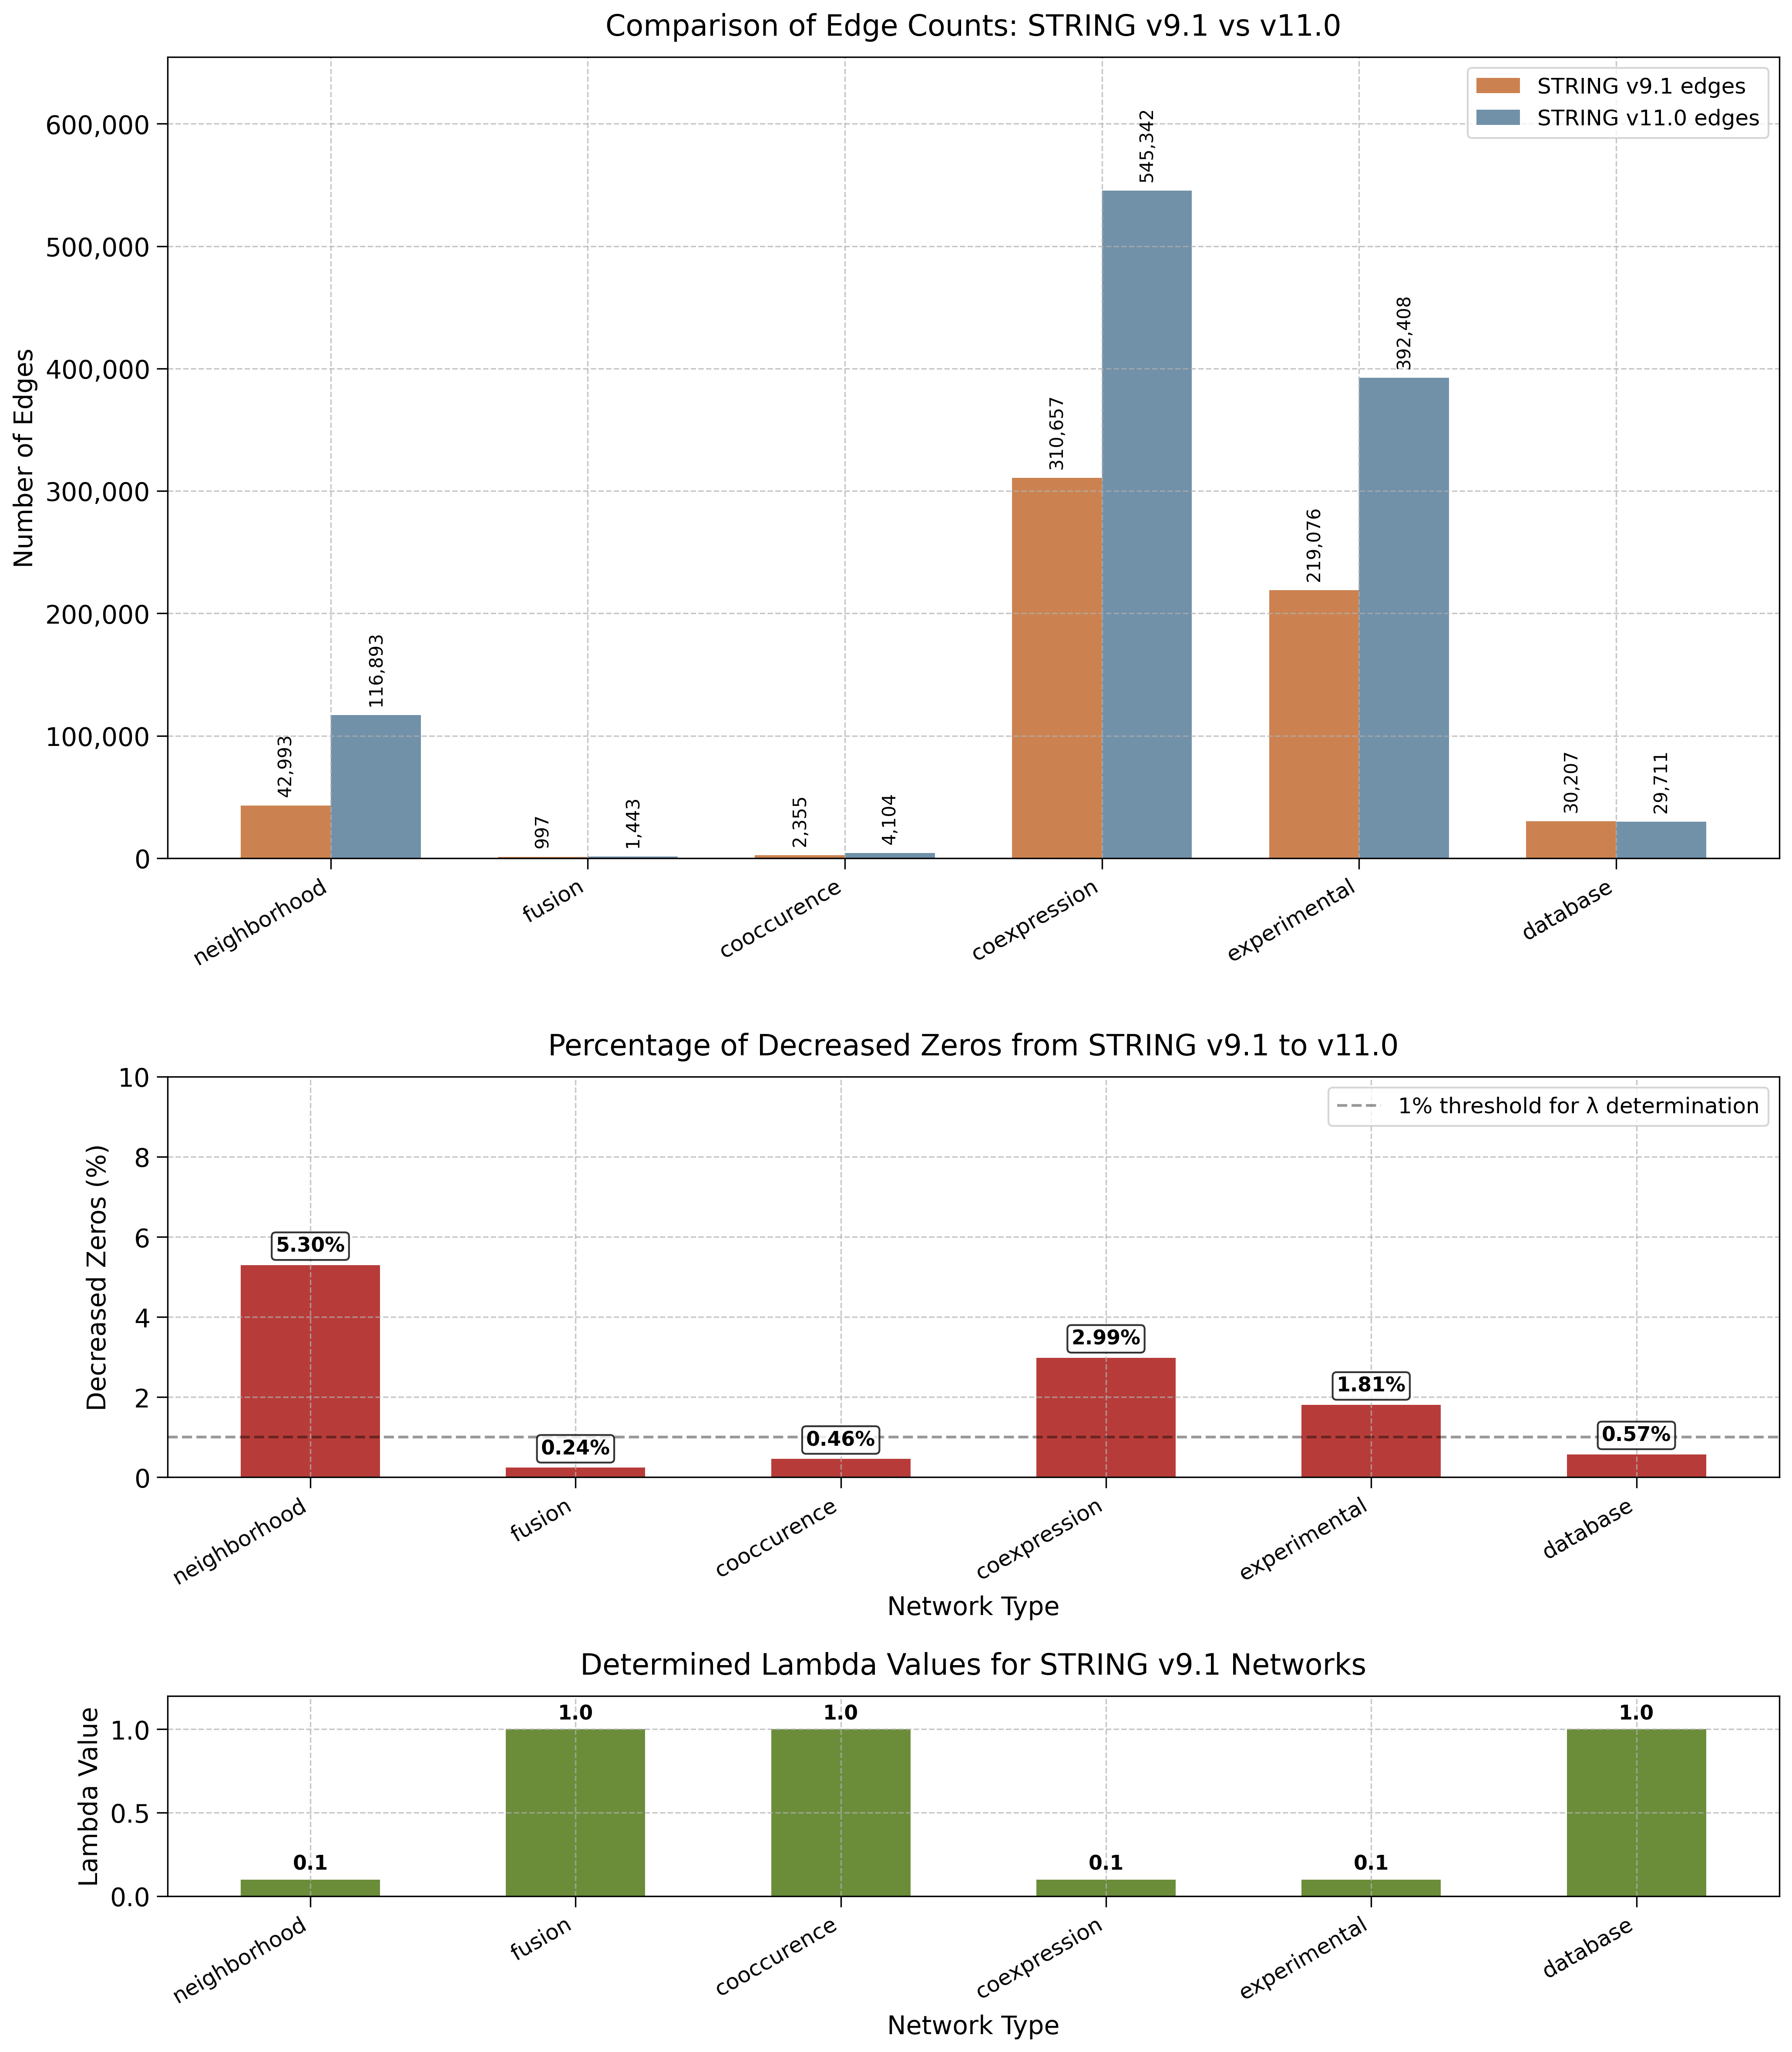 Comparison of Edge Counts: STRING v9.1 vs v11.0
STRING v9.1 edges
STRING v11.0 edges
Number of Edges
600,000
500,000
400,000
300,000
200,000
100,000
0
42,993
116,893
997
1,443
2,355
4,104
310,657
545,342
219,076
392,408
30,207
29,711
neighborhood
fusion
cooccurence
coexpression
experimental
database
Percentage of Decreased Zeros from STRING v9.1 to v11.0
1% threshold for λ determination
Decreased Zeros (%)
10
8
6
4
2
0
5.30%
0.24%
0.46%
2.99%
1.81%
0.57%
neighborhood
fusion
cooccurence
coexpression
experimental
database
Network Type
Determined Lambda Values for STRING v9.1 Networks
Lambda Value
1.0
0.5
0.0
0.1
1.0
1.0
0.1
0.1
1.0
neighborhood
fusion
cooccurence
coexpression
experimental
database
Network Type